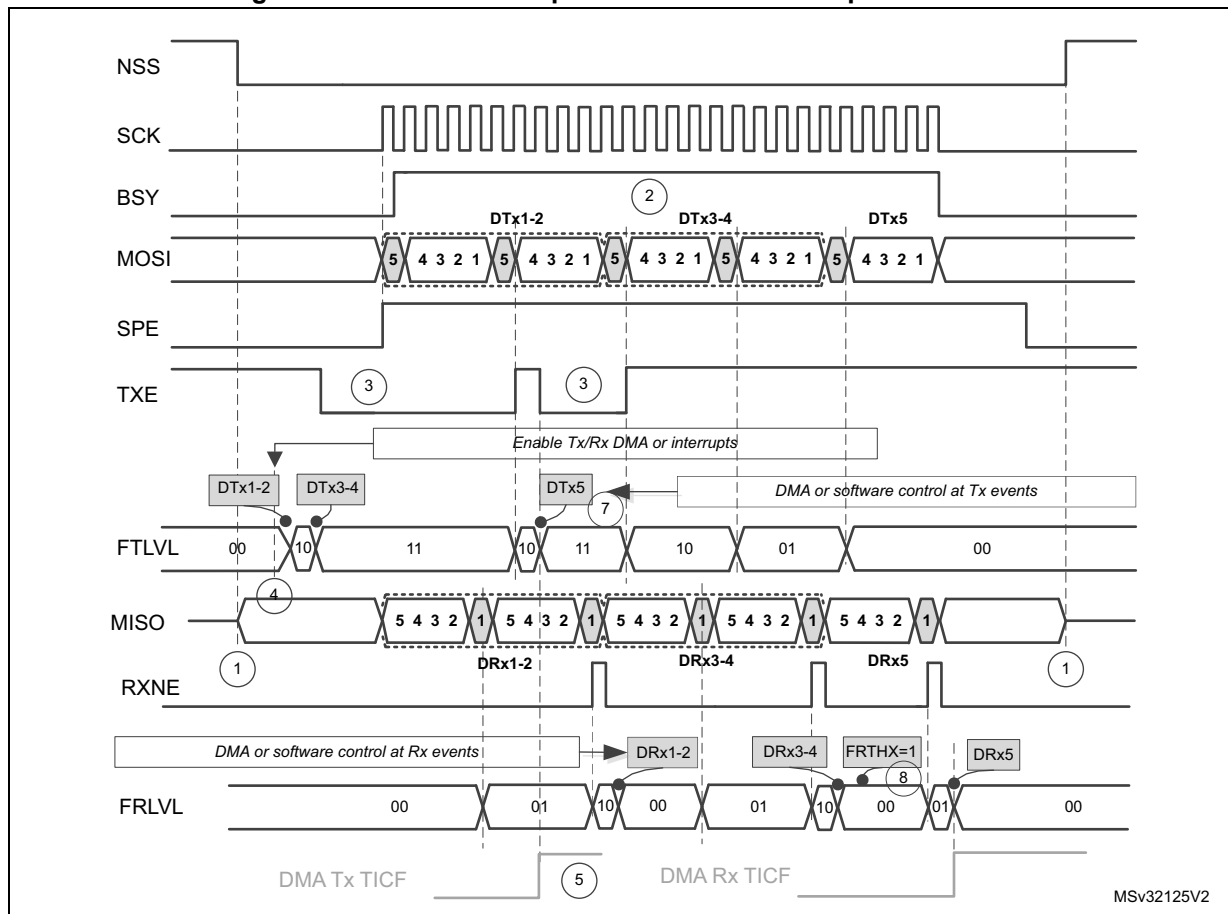 NSS
SCK
BSY
2
DTx1-2 DTx3-4 DTx5
MOSI 5 4 3 2 1 5 4 3 2 1 5 4 3 2 1 5 4 3 2 1 5 4 3 2 1
SPE
TXE 3 3
Enable Tx/Rx DMA or interrupts
DTx1-2 DTx3-4 DTx5 DMA or software control at Tx events
7
FTLVL 00 10 11 10 11 10 01 00
4
MISO 5 4 3 2 1 5 4 3 2 1 5 4 3 2 1 5 4 3 2 1 5 4 3 2 1
1 DRx1-2 DRx3-4 DRx5 1
RXNE
DMA or software control at Rx events DRx1-2 DRx3-4 FRTHX=1 DRx5
8
FRLVL 00 01 10 00 01 10 00 01 00
DMA Tx TICF 5 DMA Rx TICF
MSv32125V2